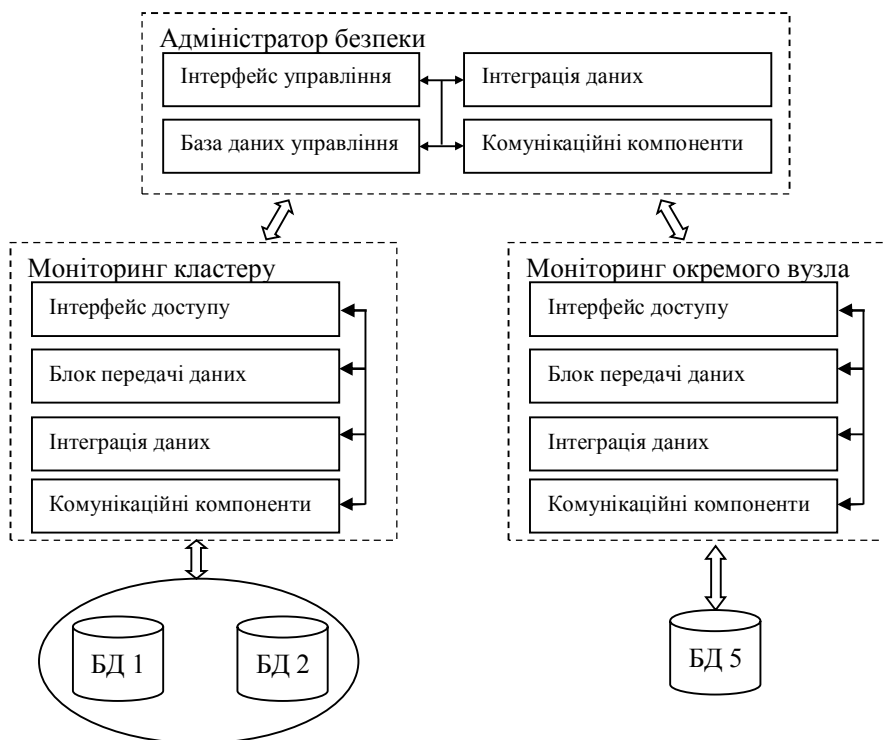 Адміністратор безпеки
Інтерфейс управління
Інтеграція даних
База даних управління
Комунікаційні компоненти
Моніторинг кластеру
Інтерфейс доступу
Блок передачі даних
Інтеграція даних
Комунікаційні компоненти
Моніторинг окремого вузла
Інтерфейс доступу
Блок передачі даних
Інтеграція даних
Комунікаційні компоненти
БД 1
БД 2
БД 5